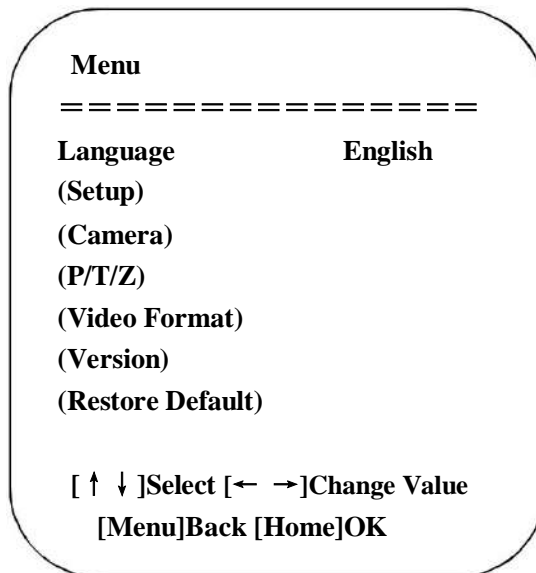 Menu
= = = = = = = = = = = = = = =
Language English
(Setup)
(Camera)
(P/T/Z)
(Video Format)
(Version)
(Restore Default)
[ ↑ ↓ ]Select [← →]Change Value
[Menu]Back [Home]OK